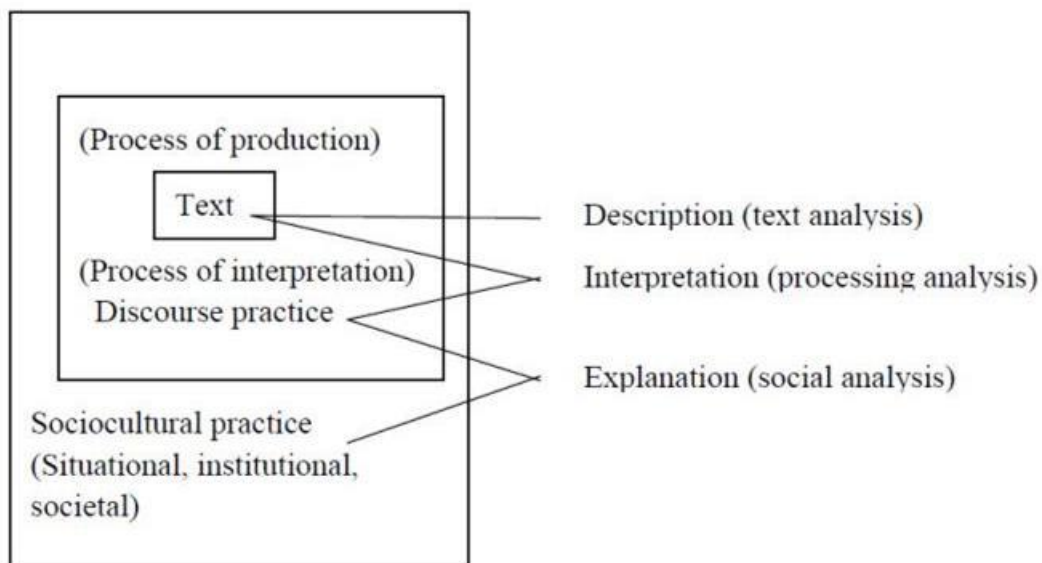 (Process of production)
Text
(Process of interpretation)
Discourse practice
Sociocultural practice
(Situational, institutional,
societal)
Description (text analysis)
Interpretation (processing analysis)
Explanation (social analysis)